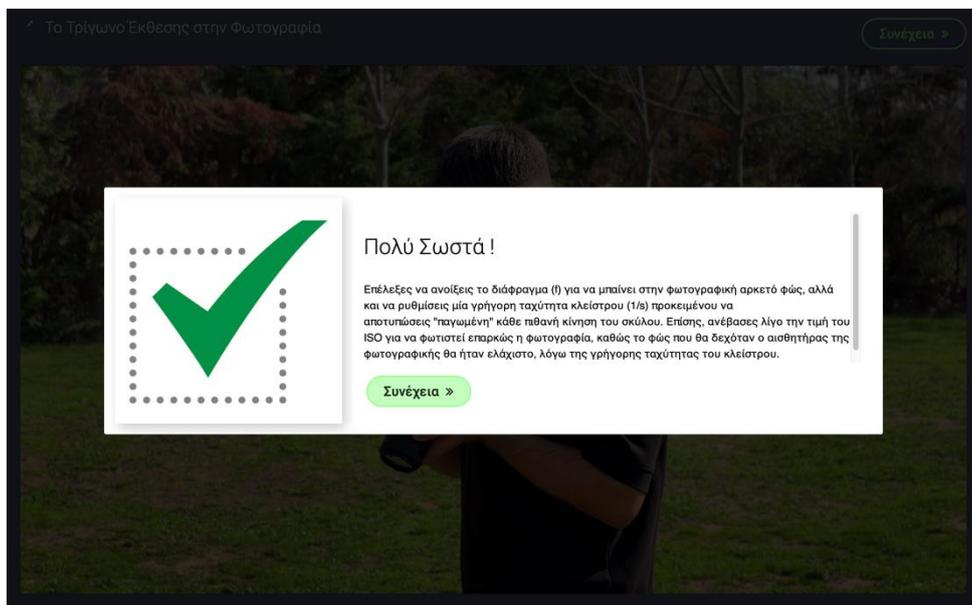 Το Τρίγωνο Έκθεσης στην Φωτογραφία
Συνέχεια »
Πολύ Σωστά !
Επέλεξες να ανοίξεις το διάφραγμα (f) για να μπαίνει στην φωτογραφική αρκετό φώς, αλλά
και να ρυθμίσεις μία γρήγορη ταχύτητα κλείστρου (1/s) προκειμένου να
αποτυπώσεις "παγωμένη" κάθε πιθανή κίνηση του σκύλου. Επίσης, ανέβασες λίγο την τιμή του
ISO για να φωτιστεί επαρκώς η φωτογραφία, καθώς το φώς που θα δεχόταν ο αισθητήρας της
φωτογραφικής θα ήταν ελάχιστο, λόγω της γρήγορης ταχύτητας του κλείστρου.
Συνέχεια »